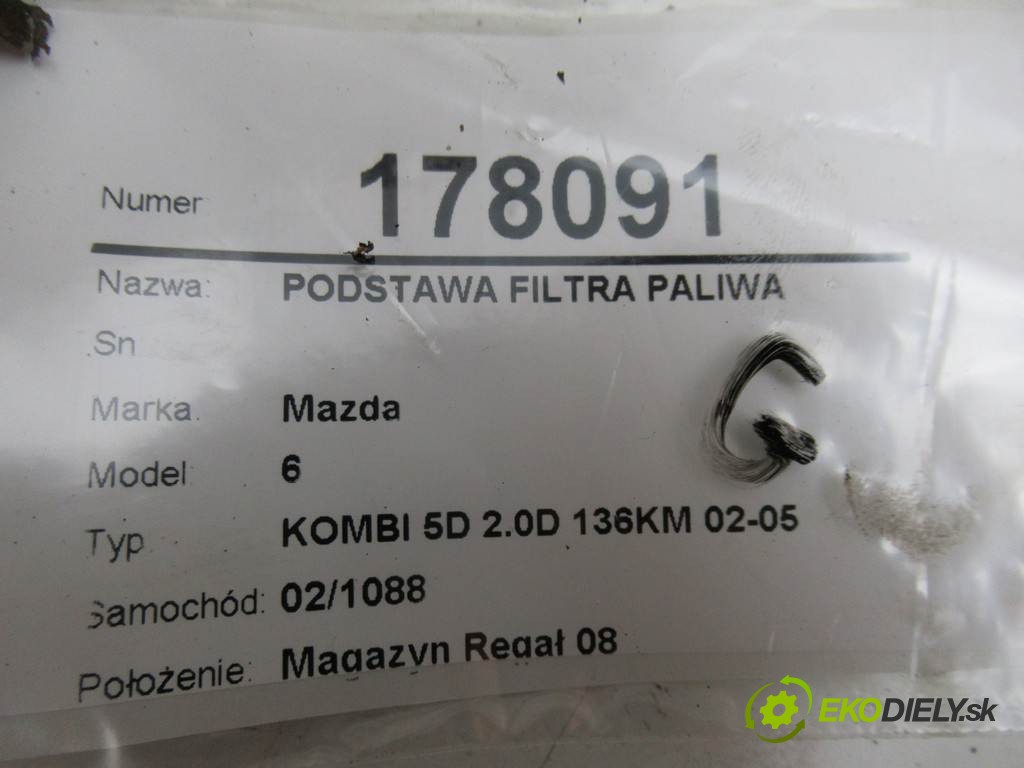 Numer 178091
Nazwa: PODSTAWA FILTRA PALIWA
Sn
G
Marka Mazda
Model 6
Typ KOMBI 5D 2.0D 136KM 02-05
Samochód: 02/1088
Położenie: Magazyn Regał 08
EKODIELY.sk